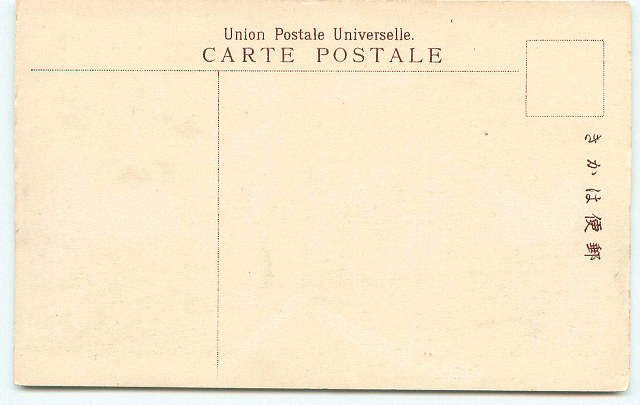 Union Postale Universelle.
CARTE POSTALE
きかは便郵